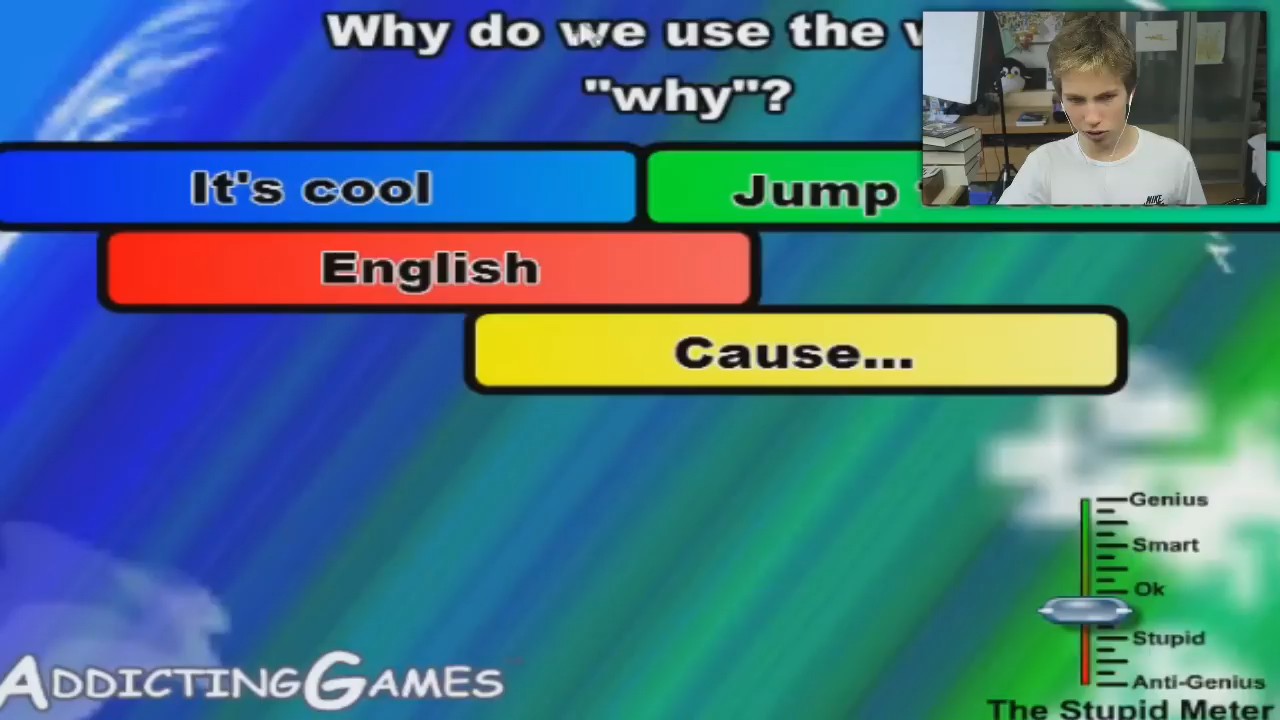 Why do we use the
"why"?
It's cool
Jump
English
Cause...
Genius
Smart
Ok
Stupid
Anti-Genius
The Stupid Meter
ADDICTINGGAMES
NIKE